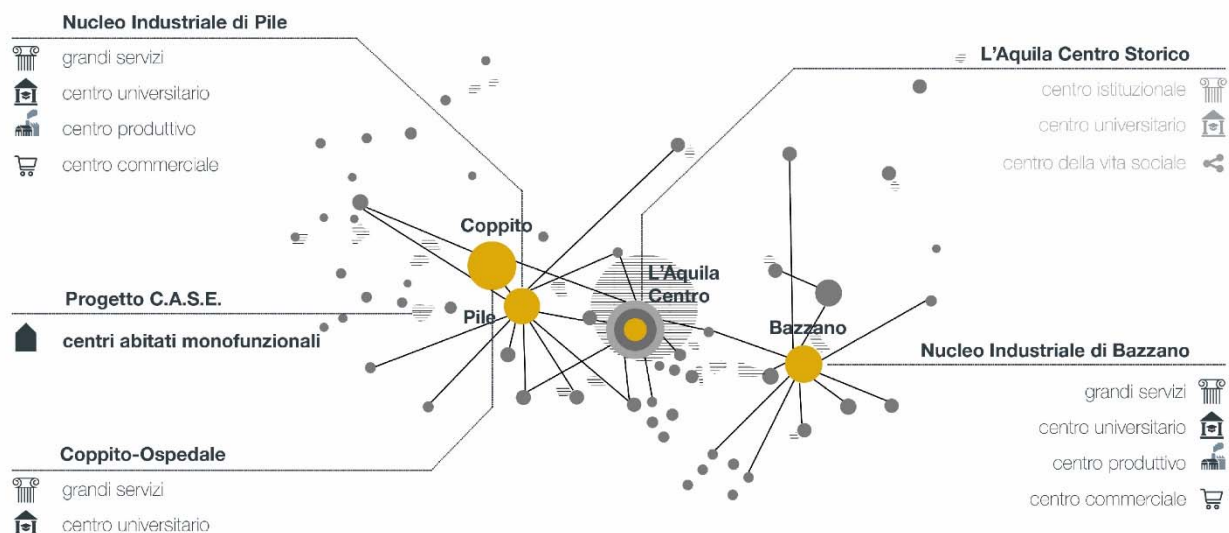 Nucleo Industriale di Pile
grandi servizi
centro universitario
centro produttivo
centro commerciale
L'Aquila Centro Storico
centro istituzionale
centro universitario
centro della vita sociale
Coppito
L'Aquila
Centro
Pile
Bazzano
Progetto C.A.S.E.
centri abitati monofunzionali
Nucleo Industriale di Bazzano
grandi servizi
centro universitario
centro produttivo
centro commerciale
Coppito-Ospedale
grandi servizi
centro universitario